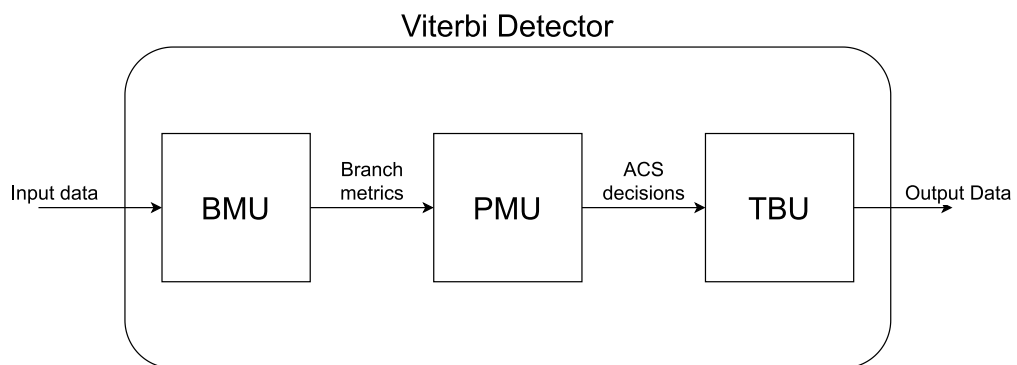 Viterbi Detector
Input data
BMU
Branch
metrics
PMU
ACS
decisions
TBU
Output Data